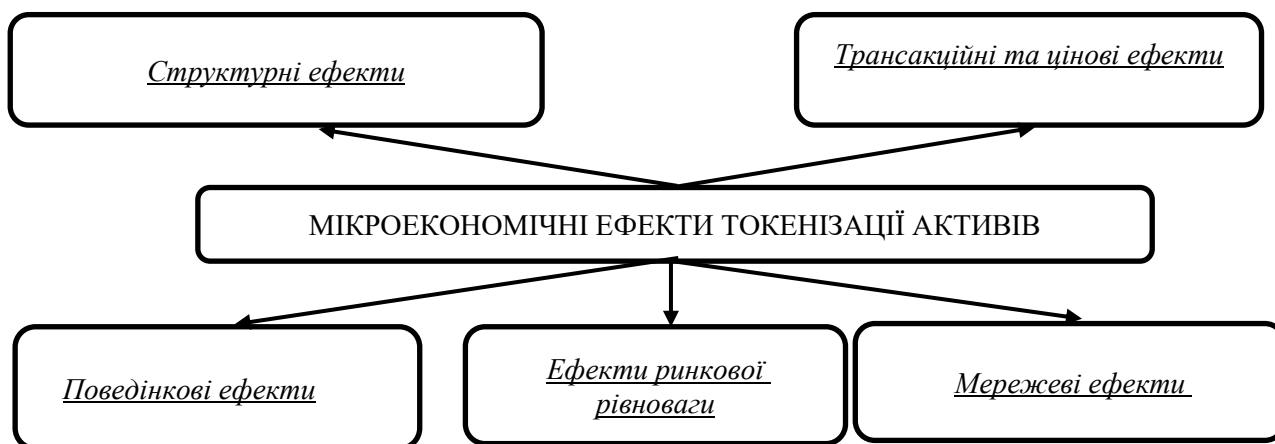 Структурні ефекти
Трансакційні та цінові ефекти
МІКРОЕКОНОМІЧНІ ЕФЕКТИ ТОКЕНІЗАЦІЇ АКТИВІВ
Поведінкові ефекти
Ефекти ринкової
рівноваги
Мережеві ефекти